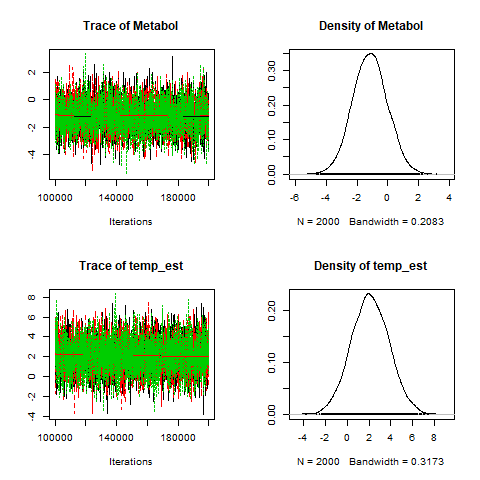 Trace of Metabol
2
0
-2
-4
100000 140000 180000
Iterations
Density of Metabol
0.30
0.20
0.10
0.00
-6 -4 -2 0 2 4
N = 2000 Bandwidth = 0.2083
Trace of temp_est
8
6
4
2
0
-2
-4
100000 140000 180000
Iterations
Density of temp_est
0.20
0.10
0.00
-4 -2 0 2 4 6 8
N = 2000 Bandwidth = 0.3173